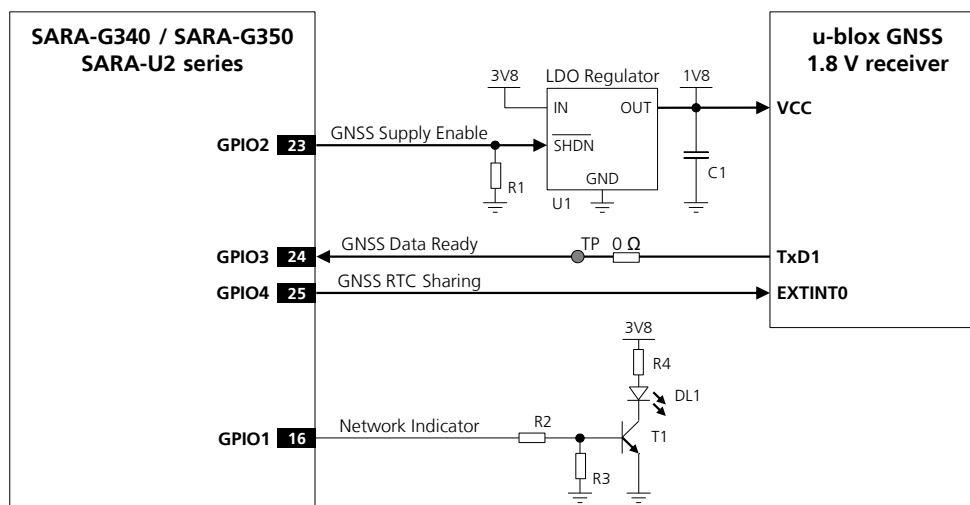 SARA-G340 / SARA-G350
SARA-U2 series
u-blox GNSS
1.8 V receiver
LDO Regulator
3V8
1V8
IN
OUT
VCC
GPIO2
23
GNSS Supply Enable
SHDN
R1
GND
U1
C1
GPIO3
24
GNSS Data Ready
TP
0 Ω
TxD1
GPIO4
25
GNSS RTC Sharing
EXTINT0
3V8
R4
DL1
GPIO1
16
Network Indicator
R2
T1
R3